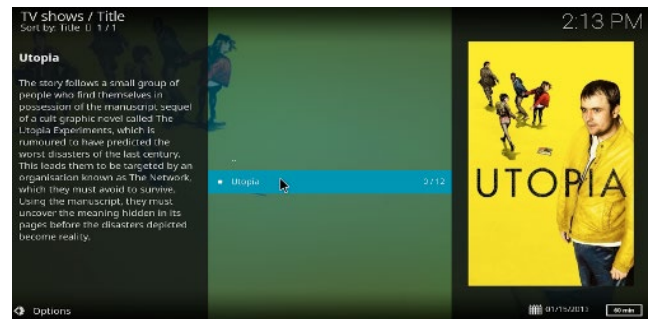 TV shows / Title
Sort by: Title 1 / 1
2:13 PM
Utopia
The story follows a small group of
people who find themselves in
possession of the manuscript sequel
of a cult graphic novel called The
Utopia Experiments, which is
rumoured to have predicted the
worst disasters of the last century.
This leads them to be targeted by an
organisation known as The Network,
which they must avoid to survive.
Using the manuscript, they must
uncover the meaning hidden in its
pages before the disasters depicted
become reality.
..
Utopia 0 / 12
UTOPIA
Options
01/15/2013 60 min